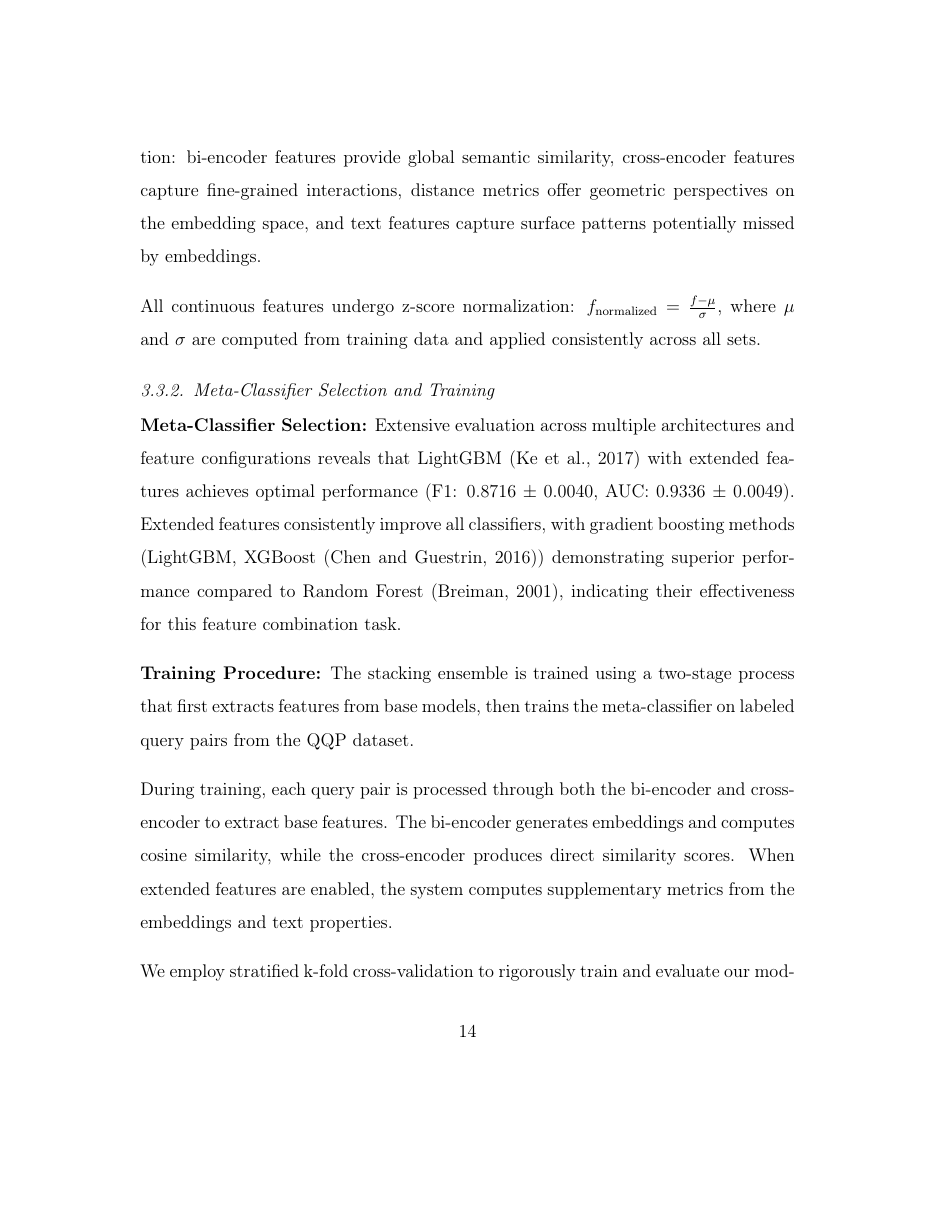 tion: bi-encoder features provide global semantic similarity, cross-encoder features
capture fine-grained interactions, distance metrics offer geometric perspectives on
the embedding space, and text features capture surface patterns potentially missed
by embeddings.
All continuous features undergo z-score normalization: f_normalized = (f−μ)/σ, where μ
and σ are computed from training data and applied consistently across all sets.
3.3.2. Meta-Classifier Selection and Training
Meta-Classifier Selection: Extensive evaluation across multiple architectures and
feature configurations reveals that LightGBM (Ke et al., 2017) with extended fea-
tures achieves optimal performance (F1: 0.8716 ± 0.0040, AUC: 0.9336 ± 0.0049).
Extended features consistently improve all classifiers, with gradient boosting methods
(LightGBM, XGBoost (Chen and Guestrin, 2016)) demonstrating superior perfor-
mance compared to Random Forest (Breiman, 2001), indicating their effectiveness
for this feature combination task.
Training Procedure: The stacking ensemble is trained using a two-stage process
that first extracts features from base models, then trains the meta-classifier on labeled
query pairs from the QQP dataset.
During training, each query pair is processed through both the bi-encoder and cross-
encoder to extract base features. The bi-encoder generates embeddings and computes
cosine similarity, while the cross-encoder produces direct similarity scores. When
extended features are enabled, the system computes supplementary metrics from the
embeddings and text properties.
We employ stratified k-fold cross-validation to rigorously train and evaluate our mod-
14